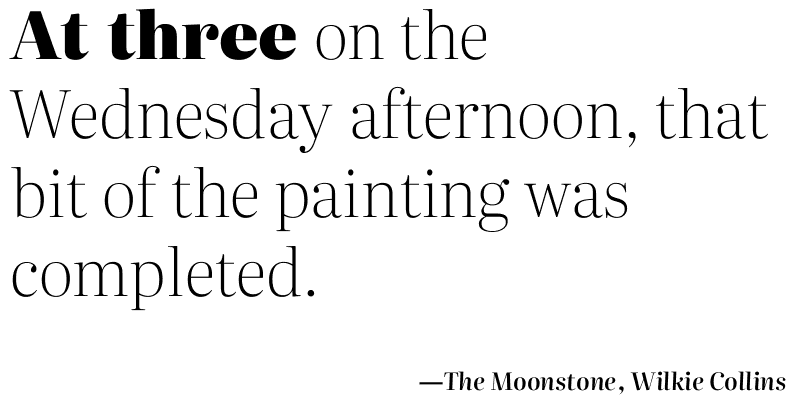 At three on the
Wednesday afternoon, that
bit of the painting was
completed.
—The Moonstone, Wilkie Collins